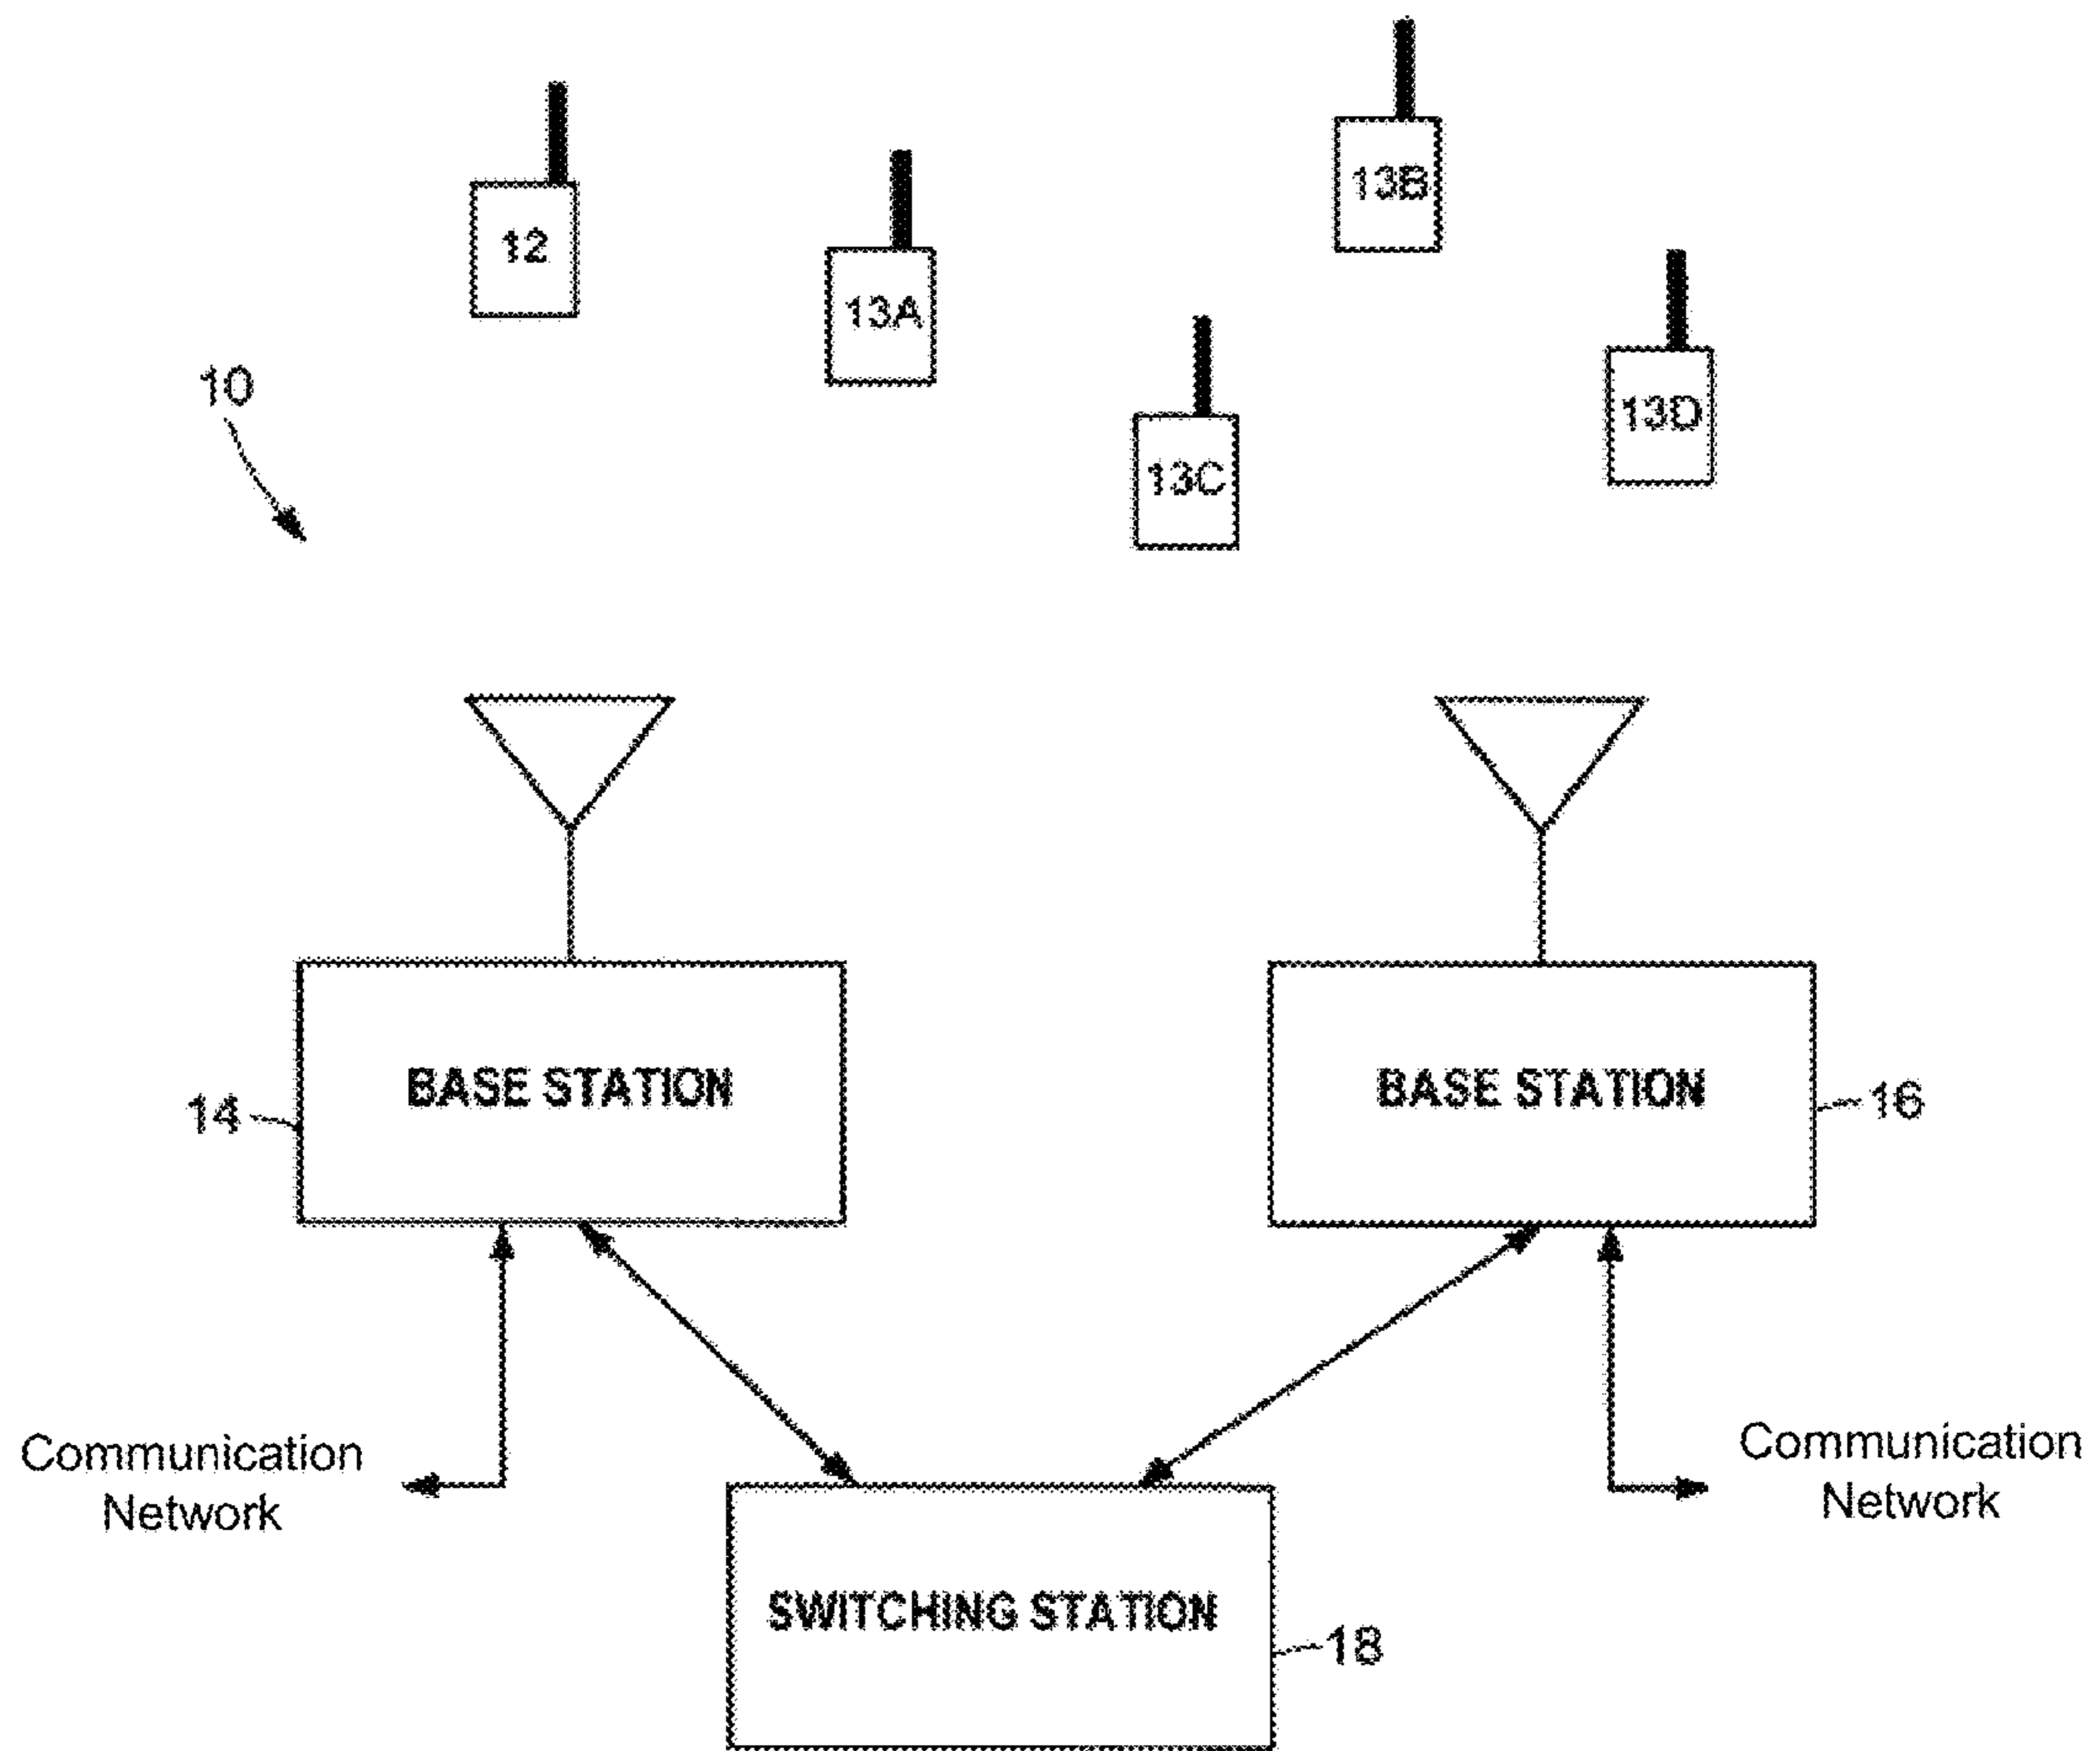 13B
12
13A
10
13D
13C
BASE STATION
BASE STATION
14
16
Communication
Network
Communication
Network
SWITCHING STATION
18